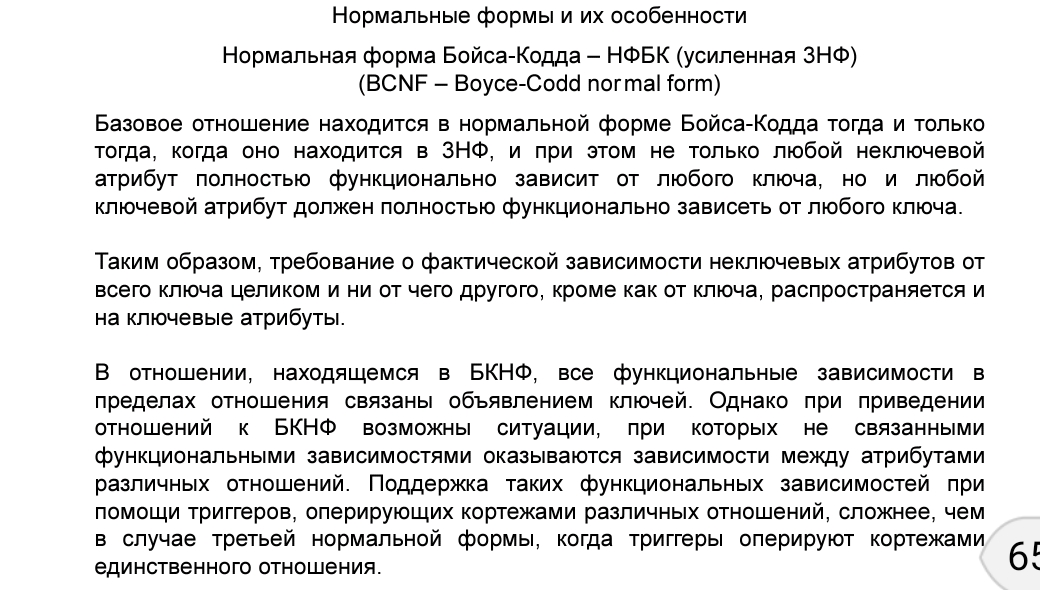 Нормальные формы и их особенности
Нормальная форма Бойса-Кодда – НФБК (усиленная 3НФ)
(BCNF – Boyce-Codd normal form)
Базовое отношение находится в нормальной форме Бойса-Кодда тогда и только
тогда, когда оно находится в 3НФ, и при этом не только любой неключевой
атрибут полностью функционально зависит от любого ключа, но и любой
ключевой атрибут должен полностью функционально зависеть от любого ключа.
Таким образом, требование о фактической зависимости неключевых атрибутов от
всего ключа целиком и ни от чего другого, кроме как от ключа, распространяется и
на ключевые атрибуты.
В отношении, находящемся в БКНФ, все функциональные зависимости в
пределах отношения связаны объявлением ключей. Однако при приведении
отношений к БКНФ возможны ситуации, при которых не связанными
функциональными зависимостями оказываются зависимости между атрибутами
различных отношений. Поддержка таких функциональных зависимостей при
помощи триггеров, оперирующих кортежами различных отношений, сложнее, чем
в случае третьей нормальной формы, когда триггеры оперируют кортежами
единственного отношения.
65